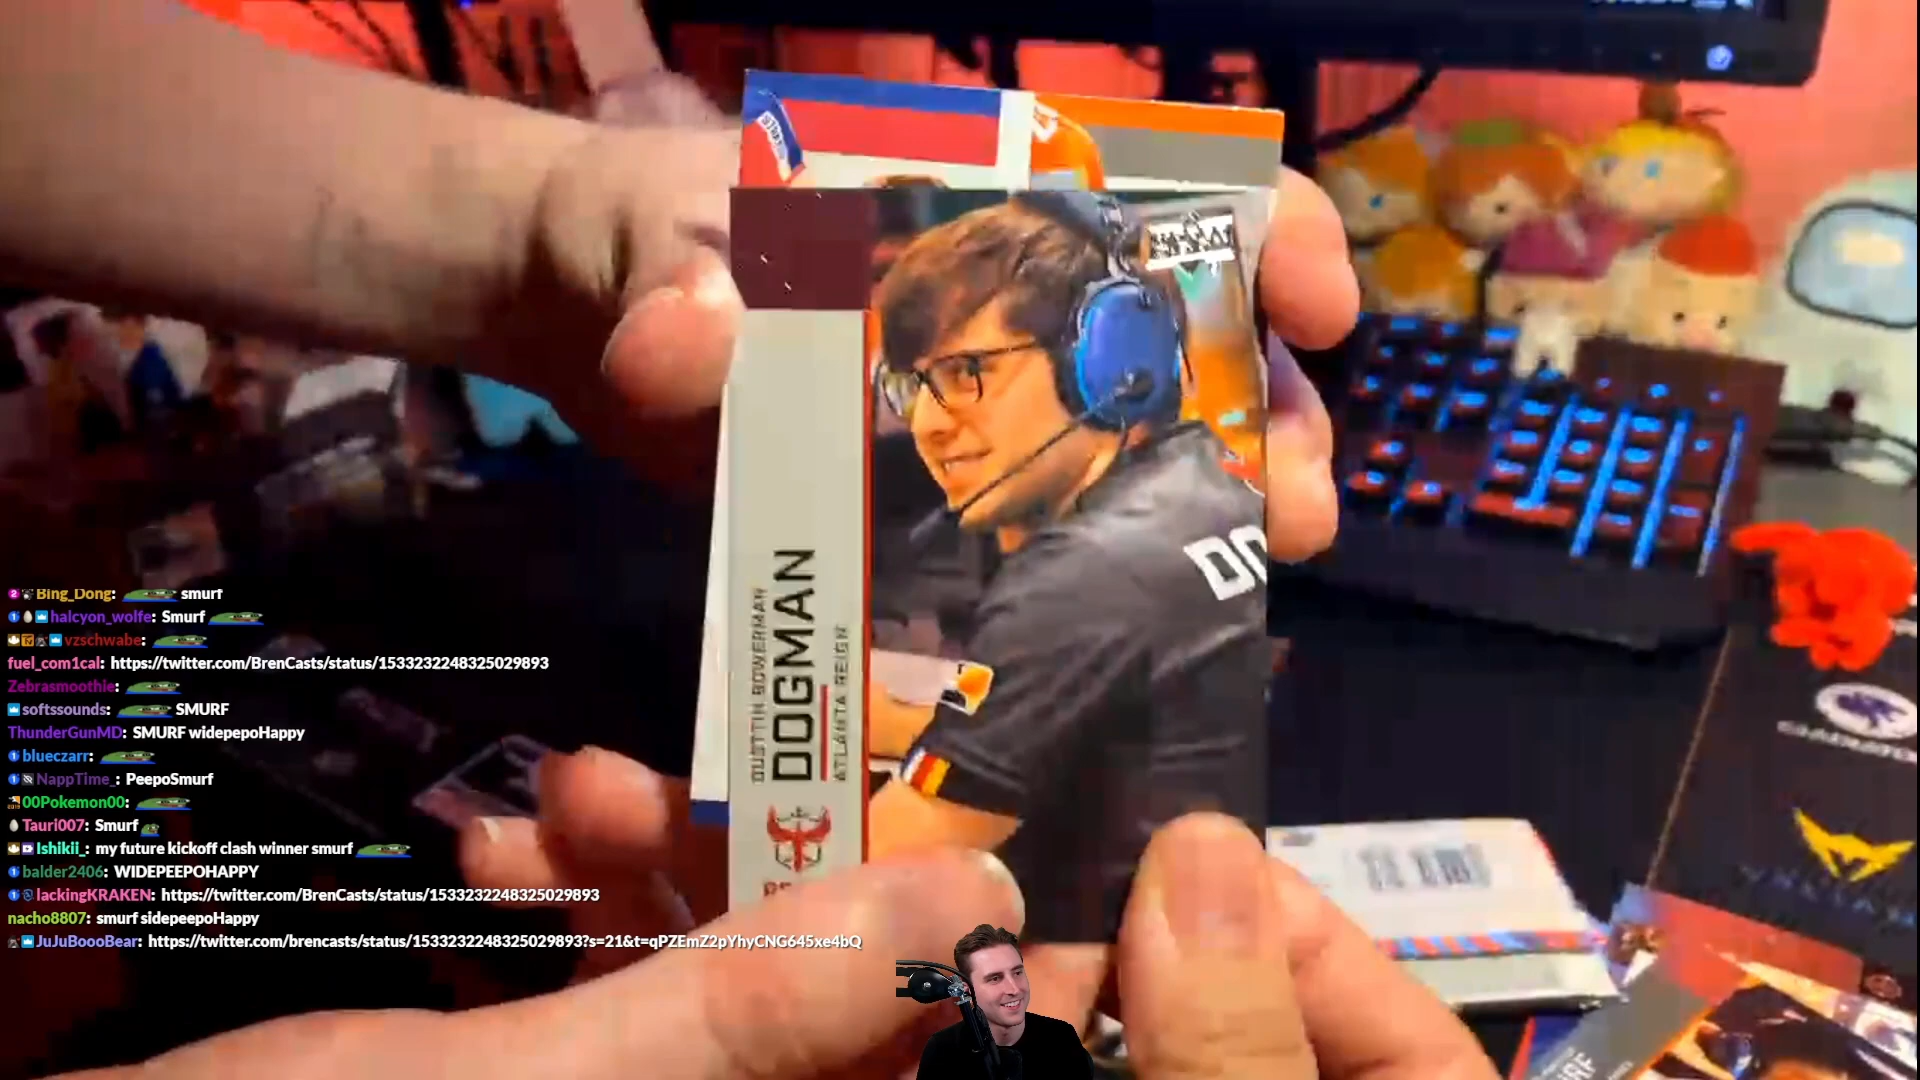 DUSTIN BOWERMAN
DOGMAN
ATLANTA REIGN
DO
Bing_Dong: smurf
halcyon_wolfe: Smurf
vzschwabe:
fuel_com1cal: https://twitter.com/BrenCasts/status/1533232248325029893
Zebrasmoothie:
softssounds: SMURF
ThunderGunMD: SMURF widepepoHappy
blueczarr:
NappTime_: PeepoSmurf
00Pokemon00:
Tauri007: Smurf
Ishikii_: my future kickoff clash winner smurf
balder2406: WIDEPEEPOHAPPY
lackingKRAKEN: https://twitter.com/BrenCasts/status/1533232248325029893
nacho8807: smurf sidepeepoHappy
JuJuBoooBear: https://twitter.com/brencasts/status/1533232248325029893?s=21&t=qPZEmZ2pYhyCNG645xe4bQ